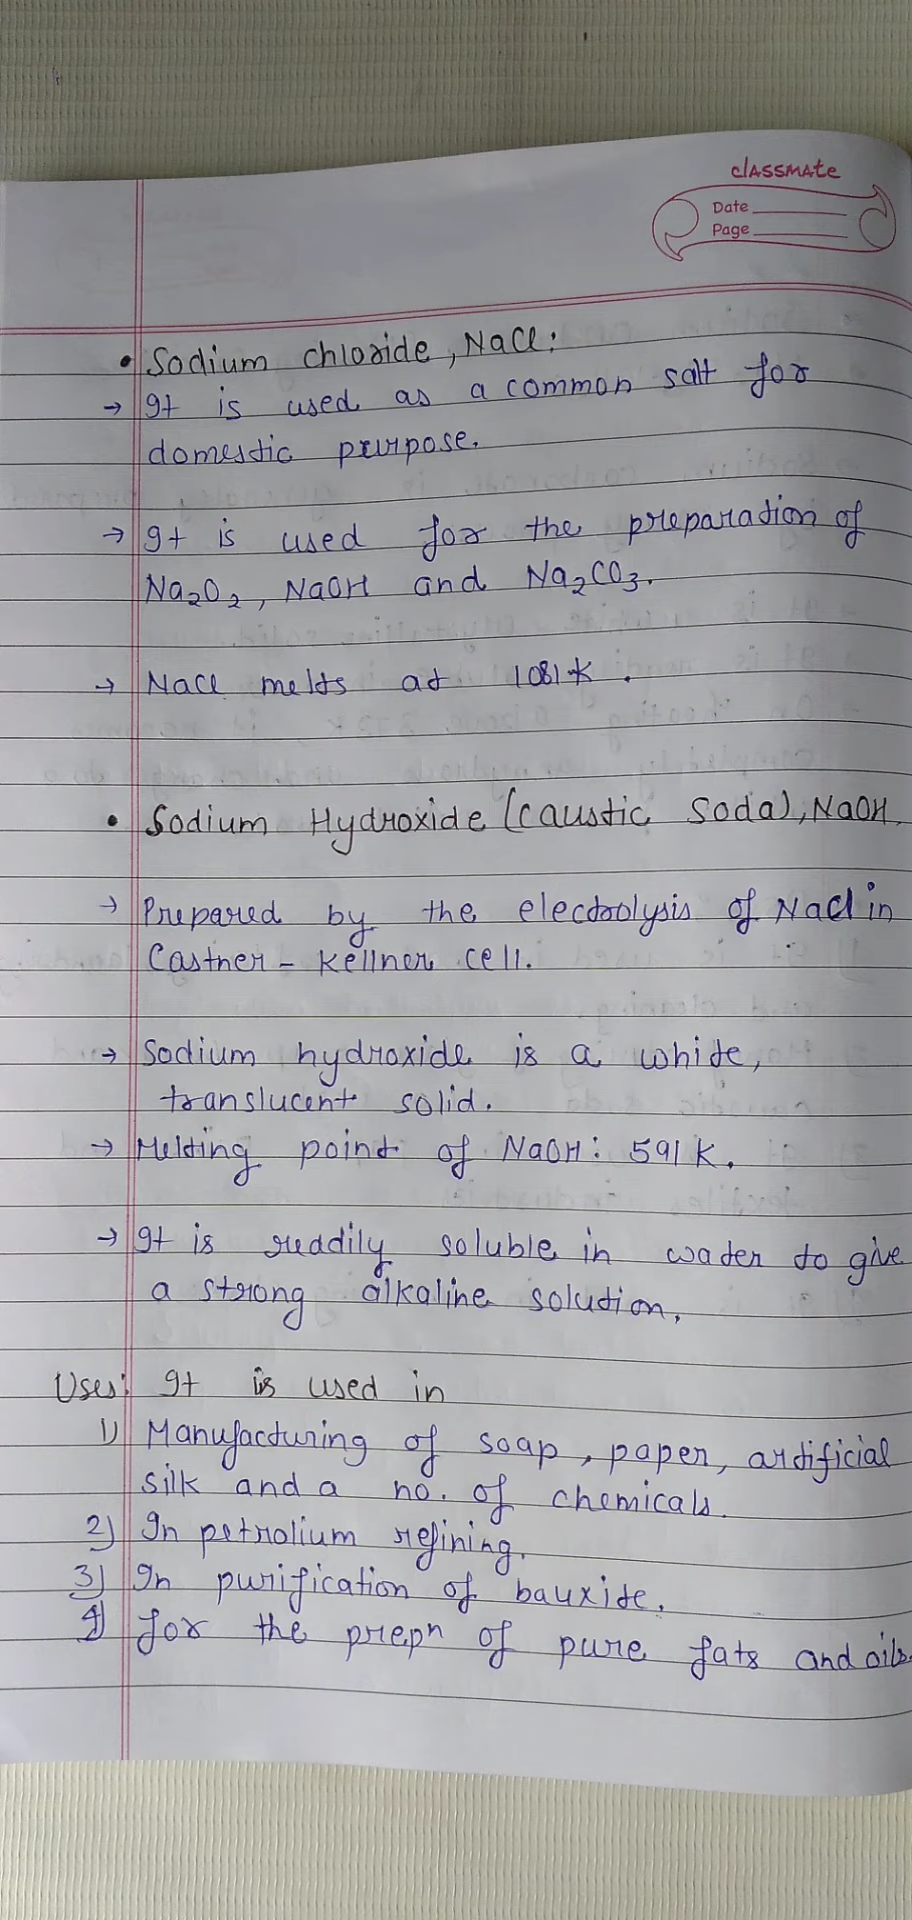 classmate
Date
Page
• Sodium chloride, NaCl:
→ It is used as a common salt for
domestic purpose.
→ It is used for the preparation of
Na₂O₂, NaOH and Na₂CO₃.
→ NaCl melts at 1081 K.
• Sodium Hydroxide (Caustic Soda), NaOH.
→ Prepared by the electrolysis of NaCl in
Castner-Kellner cell.
→ Sodium hydroxide is a white,
translucent solid.
→ Melting point of NaOH: 591 K.
→ It is readily soluble in water to give
a strong alkaline solution.
Uses: It is used in
1) Manufacturing of soap, paper, artificial
silk and a no. of chemicals.
2) In petrolium refining.
3) In purification of bauxite.
4) for the prepn of pure fats and oils.